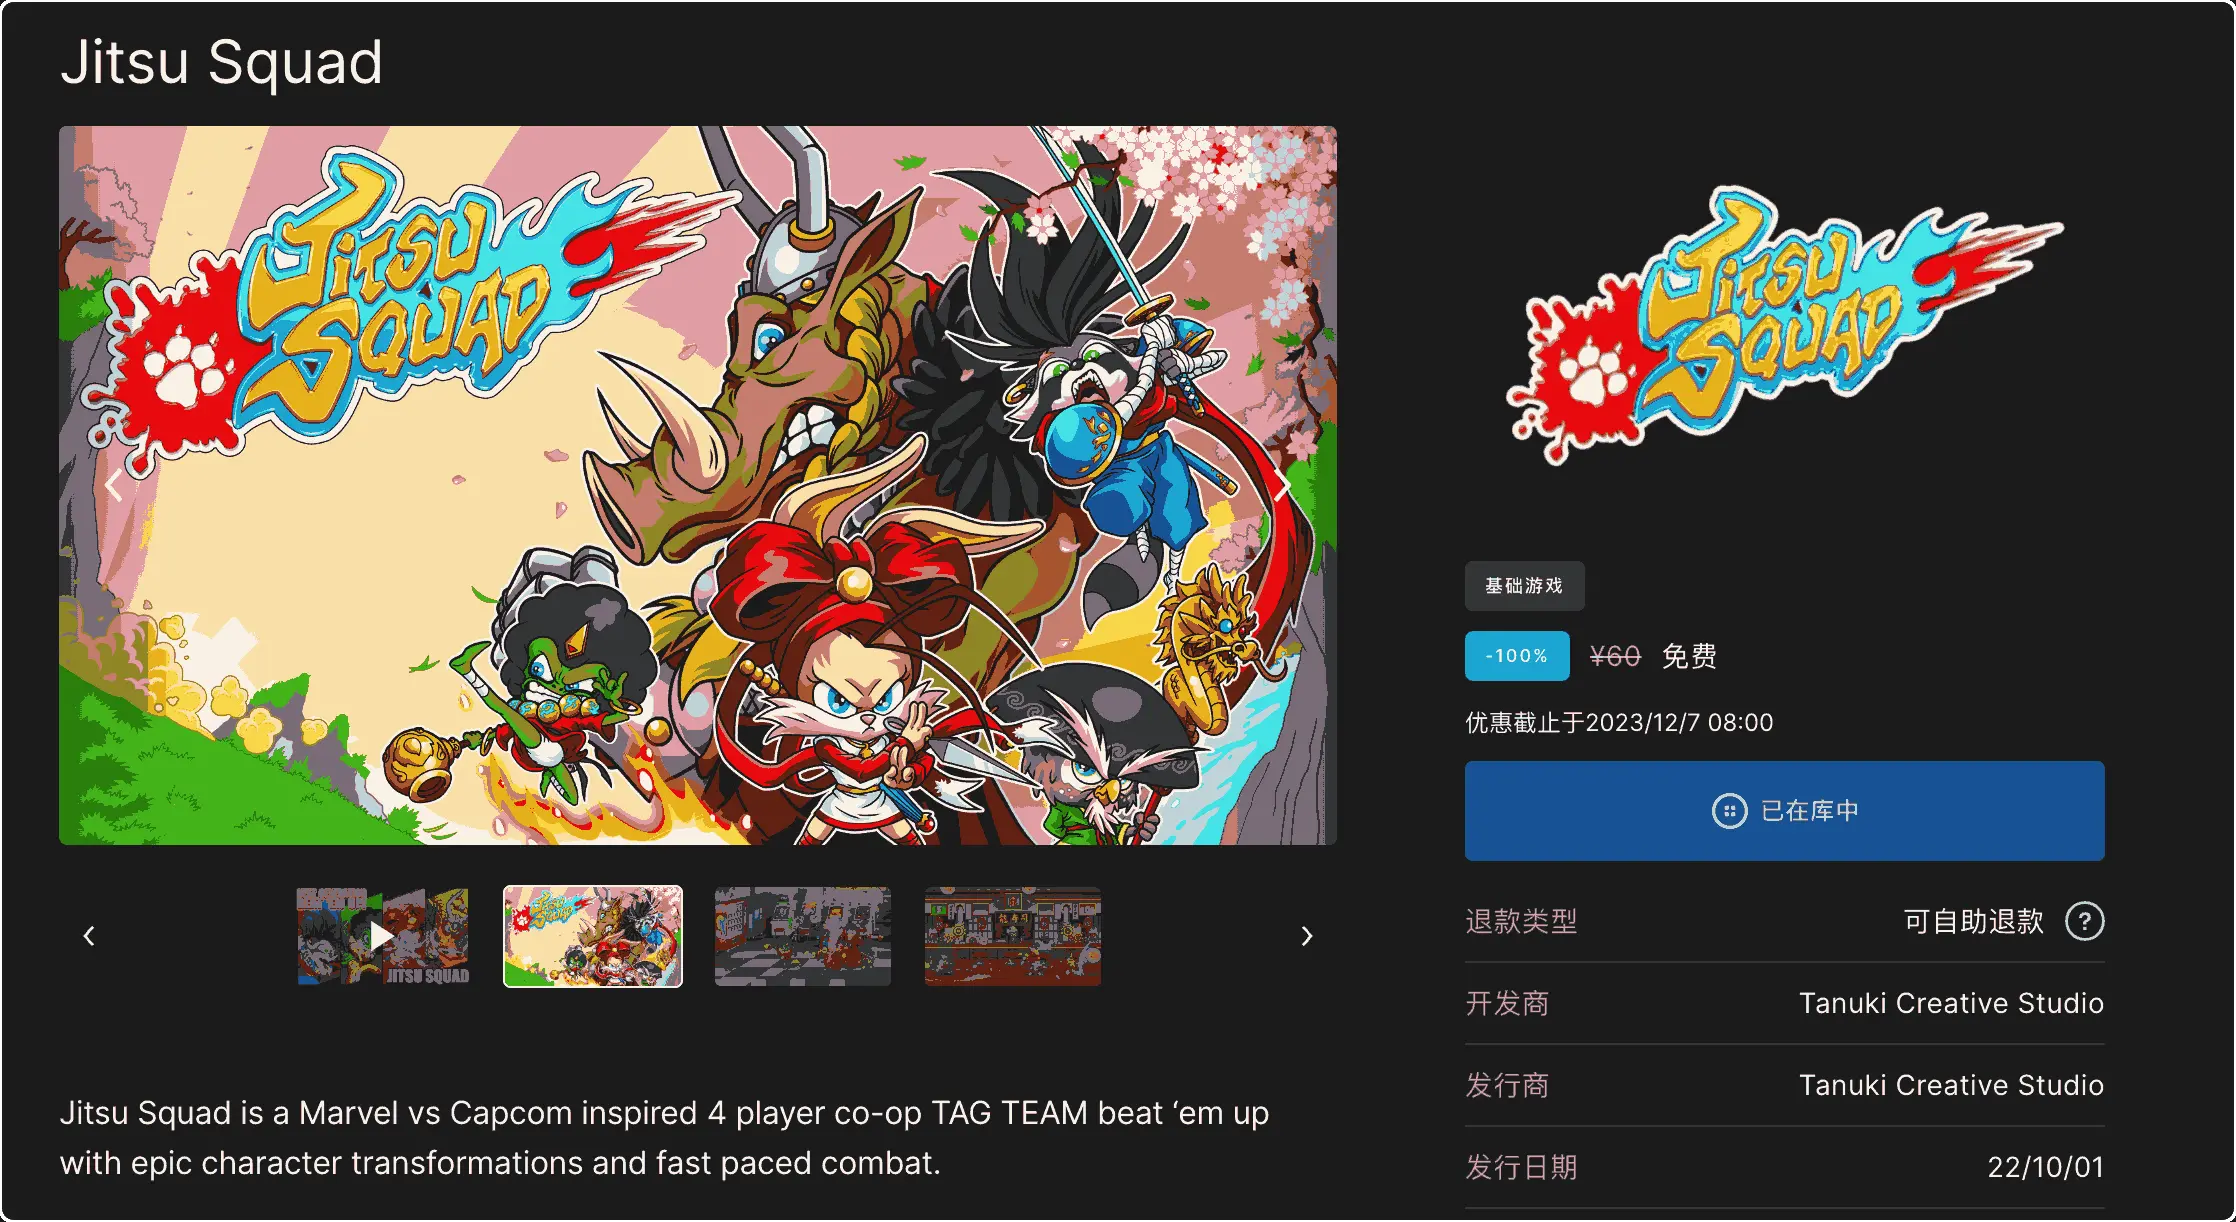 Jitsu Squad
JITSU
SQUAD
JITSU
SQUAD
基础游戏
-100% ¥60 免费
优惠截止于2023/12/7 08:00
已在库中
JITSU SQUAD
退款类型 可自助退款 ?
开发商 Tanuki Creative Studio
发行商 Tanuki Creative Studio
发行日期 22/10/01
Jitsu Squad is a Marvel vs Capcom inspired 4 player co-op TAG TEAM beat ‘em up
with epic character transformations and fast paced combat.